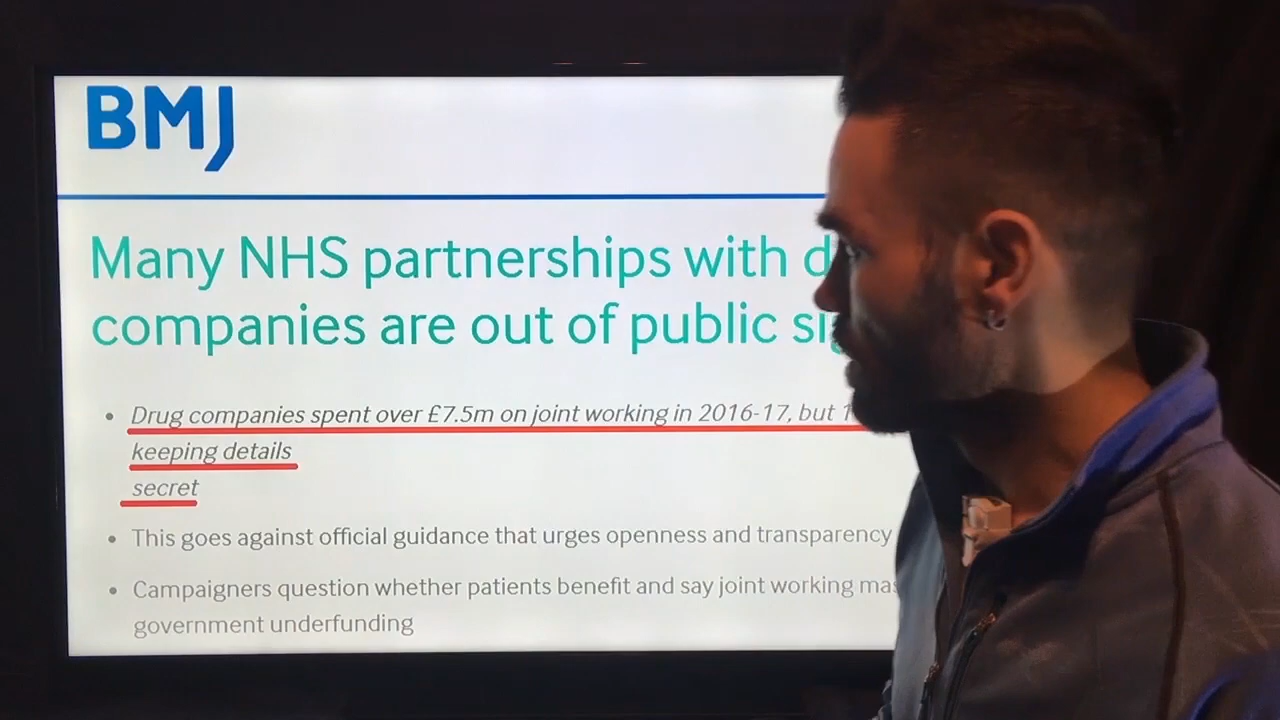 BMJ
Many NHS partnerships with
companies are out of public
Drug companies spent over £7.5m on joint working in 2016-17, but
keeping details
secret
This goes against official guidance that urges openness and transparency
Campaigners question whether patients benefit and say joint working
government underfunding